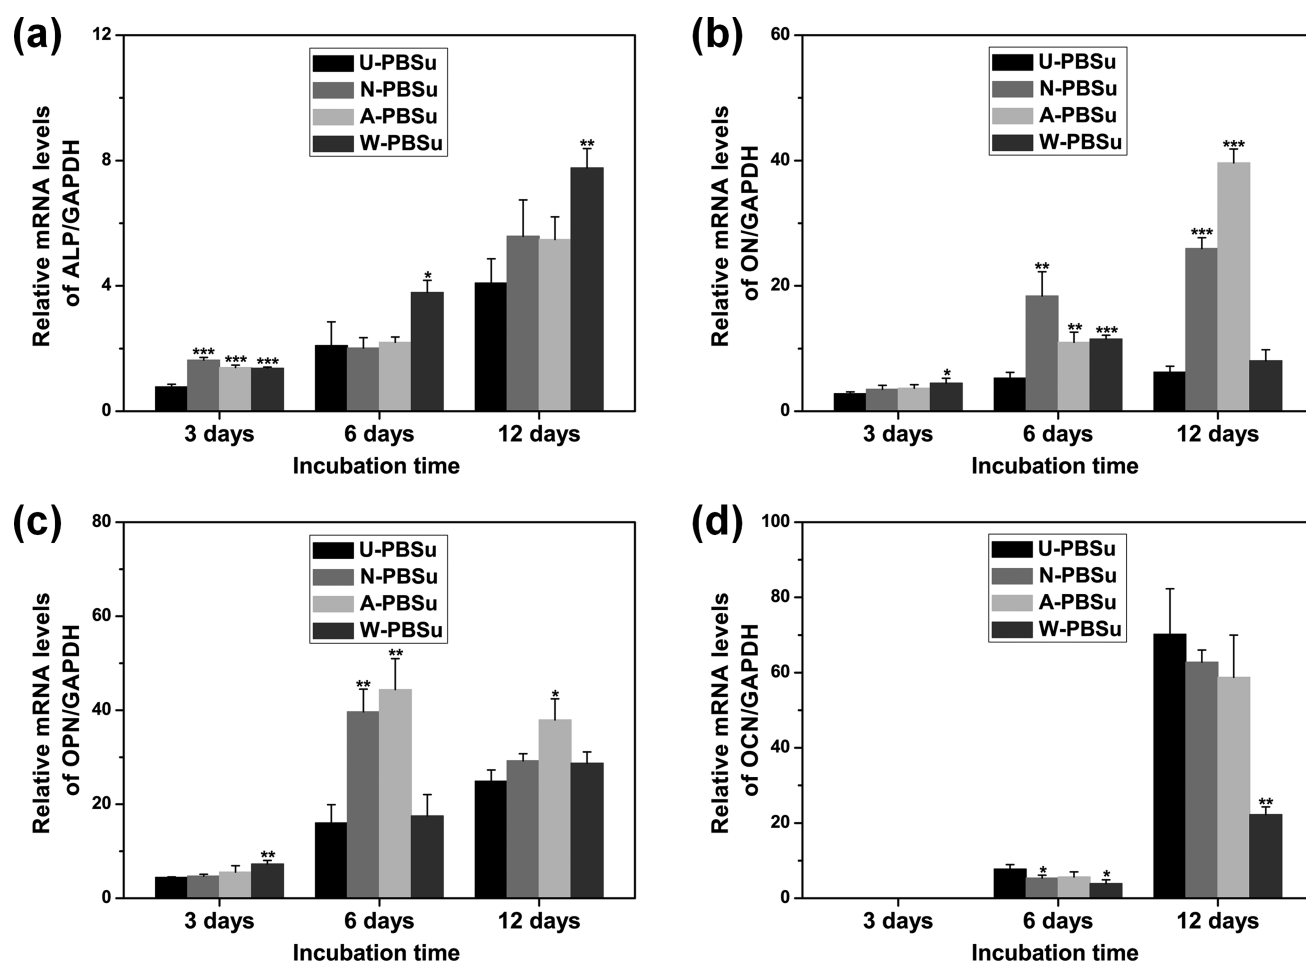 (a)
12
8
4
0
Relative mRNA levels
of ALP/GAPDH
U-PBSu
N-PBSu
A-PBSu
W-PBSu
***
***
***
*
**
3 days
6 days
12 days
Incubation time
(b)
60
40
20
0
Relative mRNA levels
of ON/GAPDH
U-PBSu
N-PBSu
A-PBSu
W-PBSu
*
**
**
***
***
***
3 days
6 days
12 days
Incubation time
(c)
80
60
40
20
0
Relative mRNA levels
of OPN/GAPDH
U-PBSu
N-PBSu
A-PBSu
W-PBSu
**
**
**
*
3 days
6 days
12 days
Incubation time
(d)
100
80
60
40
20
0
Relative mRNA levels
of OCN/GAPDH
U-PBSu
N-PBSu
A-PBSu
W-PBSu
*
*
**
3 days
6 days
12 days
Incubation time